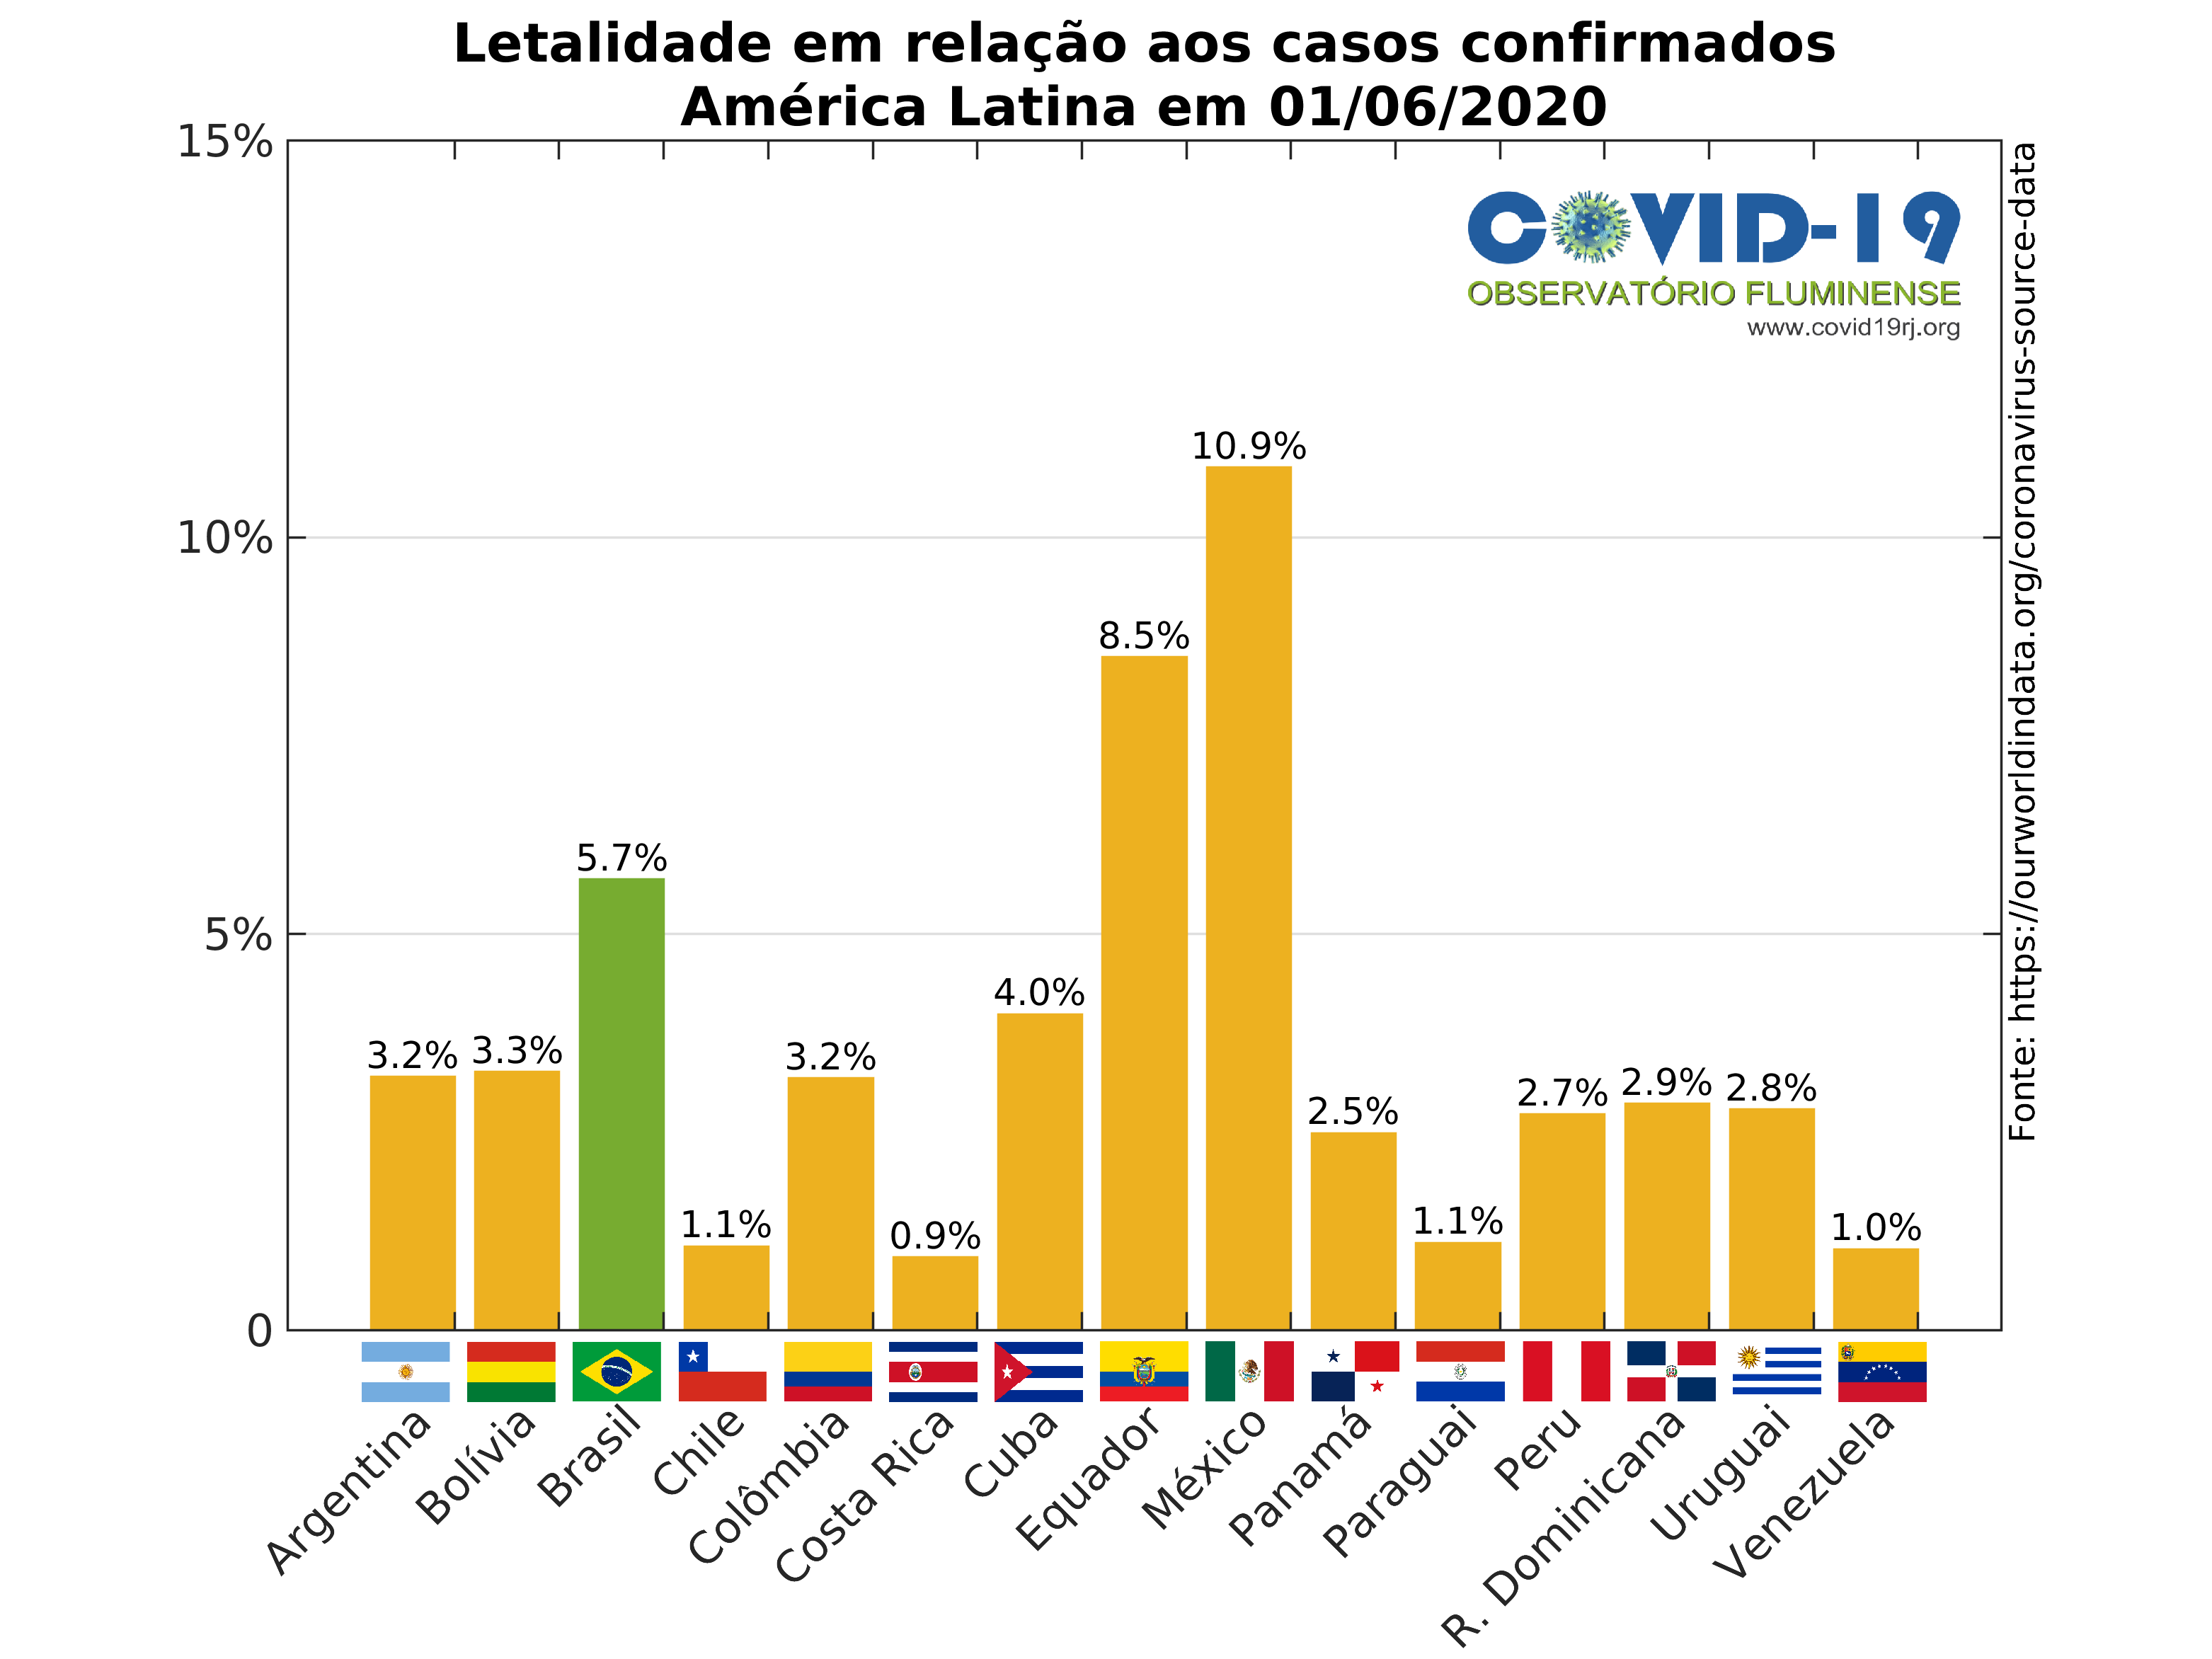 Letalidade em relação aos casos confirmados
América Latina em 01/06/2020
15%
10%
5%
0
COVID-19
OBSERVATÓRIO FLUMINENSE
www.covid19rj.org
Fonte: https://ourworldindata.org/coronavirus-source-data
3.2%
3.3%
5.7%
1.1%
3.2%
0.9%
4.0%
8.5%
10.9%
2.5%
1.1%
2.7%
2.9%
2.8%
1.0%
Argentina
Bolívia
Brasil
Chile
Colômbia
Costa Rica
Cuba
Equador
México
Panamá
Paraguai
Peru
R. Dominicana
Uruguai
Venezuela